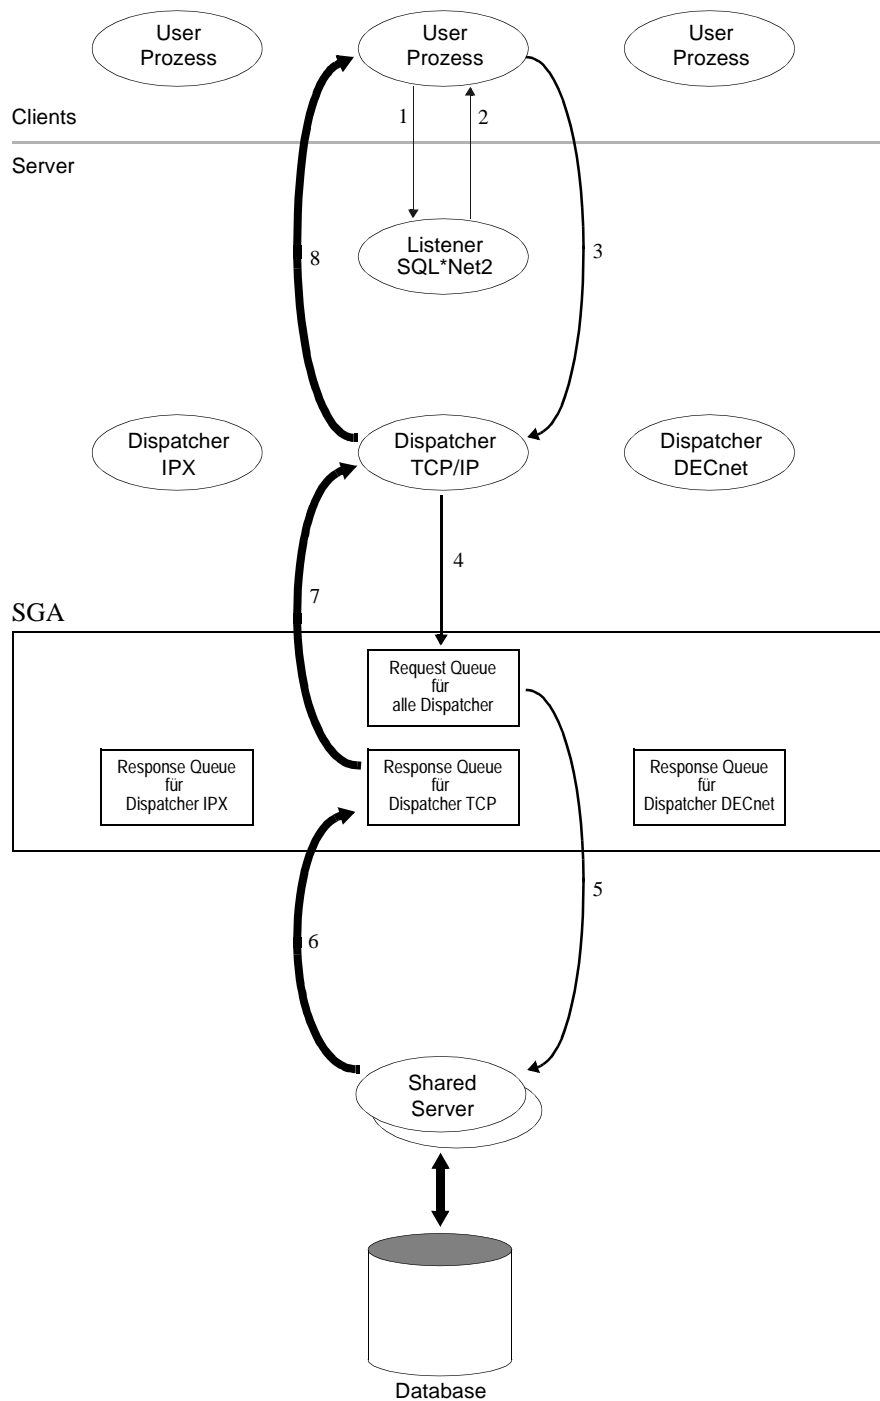 User
Prozess
User
Prozess
User
Prozess
Clients
1
2
Server
Listener
SQL*Net2
8
3
Dispatcher
IPX
Dispatcher
TCP/IP
Dispatcher
DECnet
4
7
SGA
Request Queue
für
alle Dispatcher
Response Queue
für
Dispatcher IPX
Response Queue
für
Dispatcher TCP
Response Queue
für
Dispatcher DECnet
5
6
Shared
Server
Database